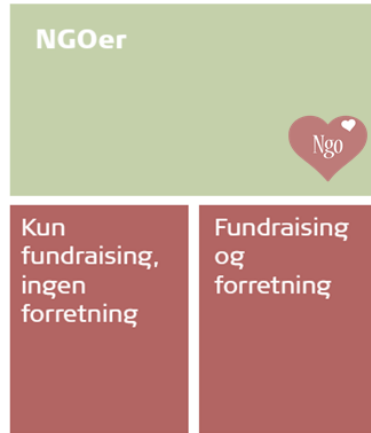 NGOer
Ngo
Kun
fundraising,
ingen
forretning
Fundraising
og
forretning